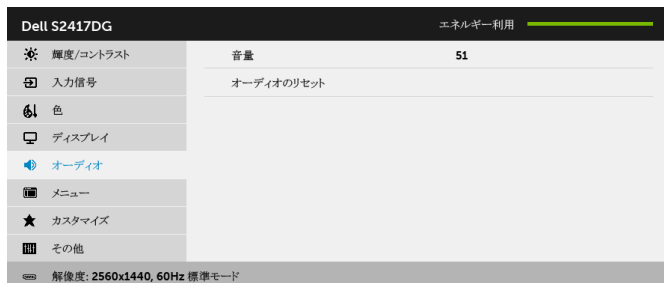 Dell S2417DG エネルギー利用
輝度/コントラスト 音量 51
入力信号 オーディオのリセット
色
ディスプレイ
オーディオ
メニュー
カスタマイズ
その他
解像度: 2560x1440, 60Hz 標準モード